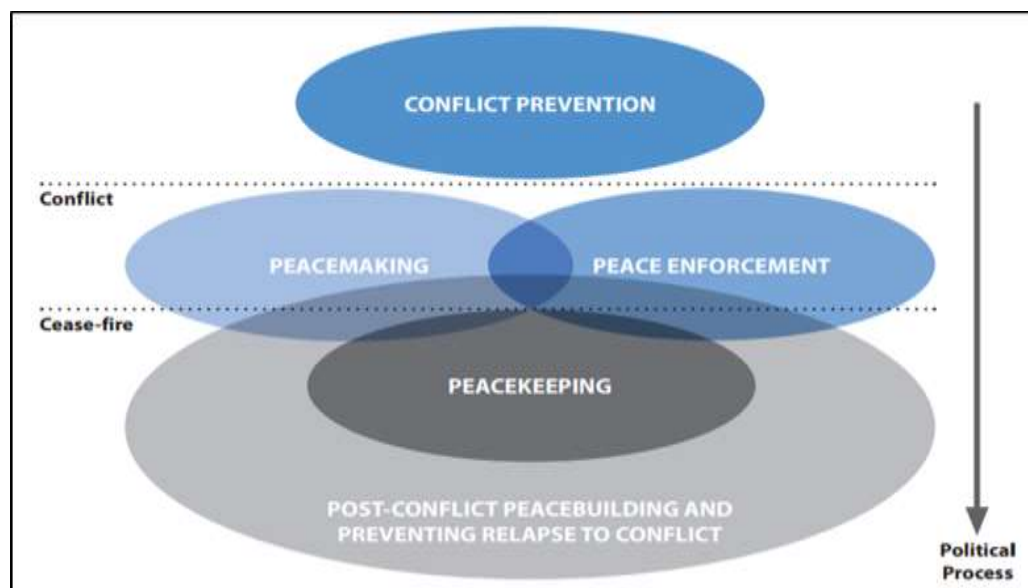 CONFLICT PREVENTION
Conflict
PEACEMAKING
PEACE ENFORCEMENT
Cease-fire
PEACEKEEPING
POST-CONFLICT PEACEBUILDING AND
PREVENTING RELAPSE TO CONFLICT
Political
Process